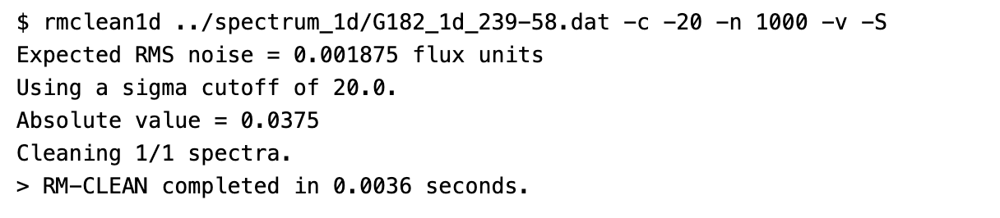 $ rmclean1d ../spectrum_1d/G182_1d_239-58.dat -c -20 -n 1000 -v -S
Expected RMS noise = 0.001875 flux units
Using a sigma cutoff of 20.0.
Absolute value = 0.0375
Cleaning 1/1 spectra.
> RM-CLEAN completed in 0.0036 seconds.